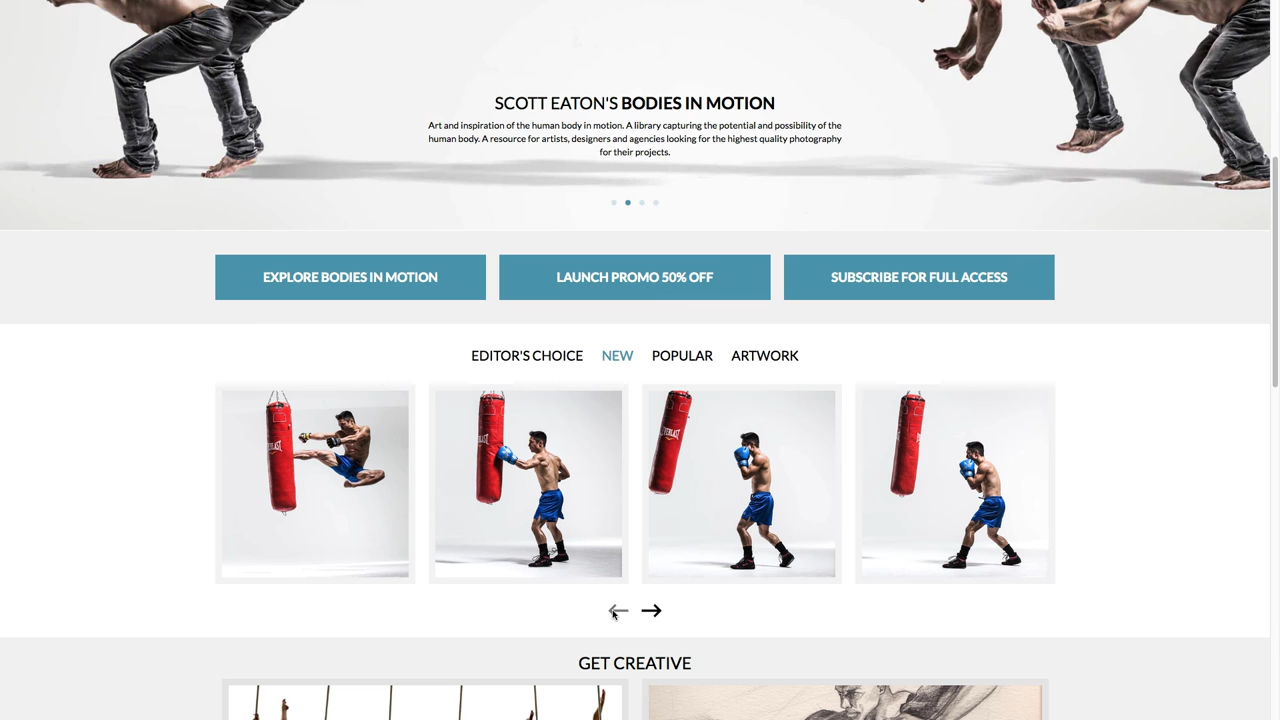 SCOTT EATON'S BODIES IN MOTION
Art and inspiration of the human body in motion. A library capturing the potential and possibility of the
human body. A resource for artists, designers and agencies looking for the highest quality photography
for their projects.
EXPLORE BODIES IN MOTION
LAUNCH PROMO 50% OFF
SUBSCRIBE FOR FULL ACCESS
EDITOR'S CHOICE NEW POPULAR ARTWORK
GET CREATIVE